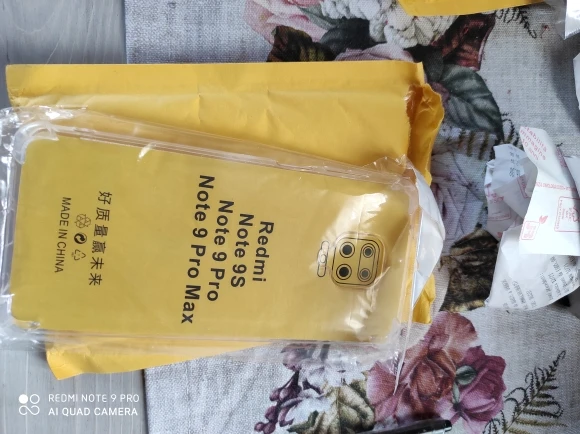 Redmi
Note 9S
Note 9 Pro
Note 9 Pro Max
好质量赢未来
MADE IN CHINA
REDMI NOTE 9 PRO
AI QUAD CAMERA